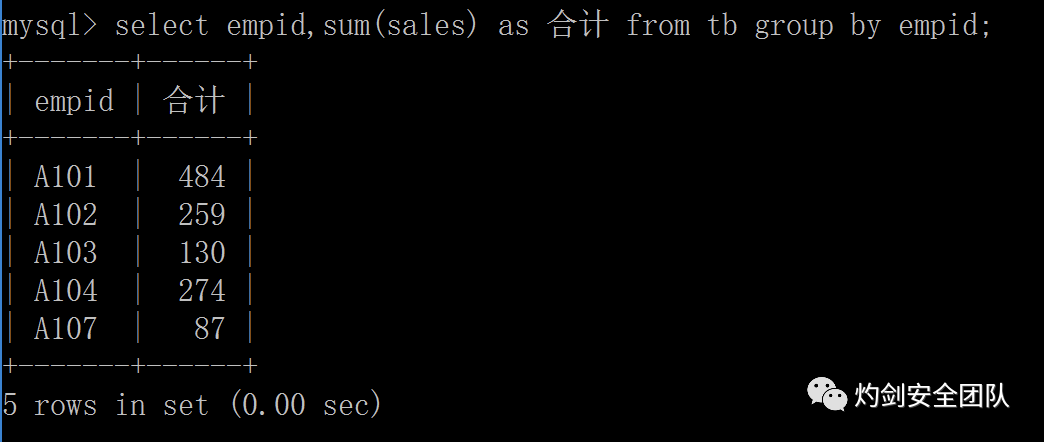 mysql> select empid,sum(sales) as 合计 from tb group by empid;
+-------+------+
| empid | 合计 |
+-------+------+
| A101  |  484 |
| A102  |  259 |
| A103  |  130 |
| A104  |  274 |
| A107  |   87 |
+-------+------+
5 rows in set (0.00 sec)
灼剑安全团队